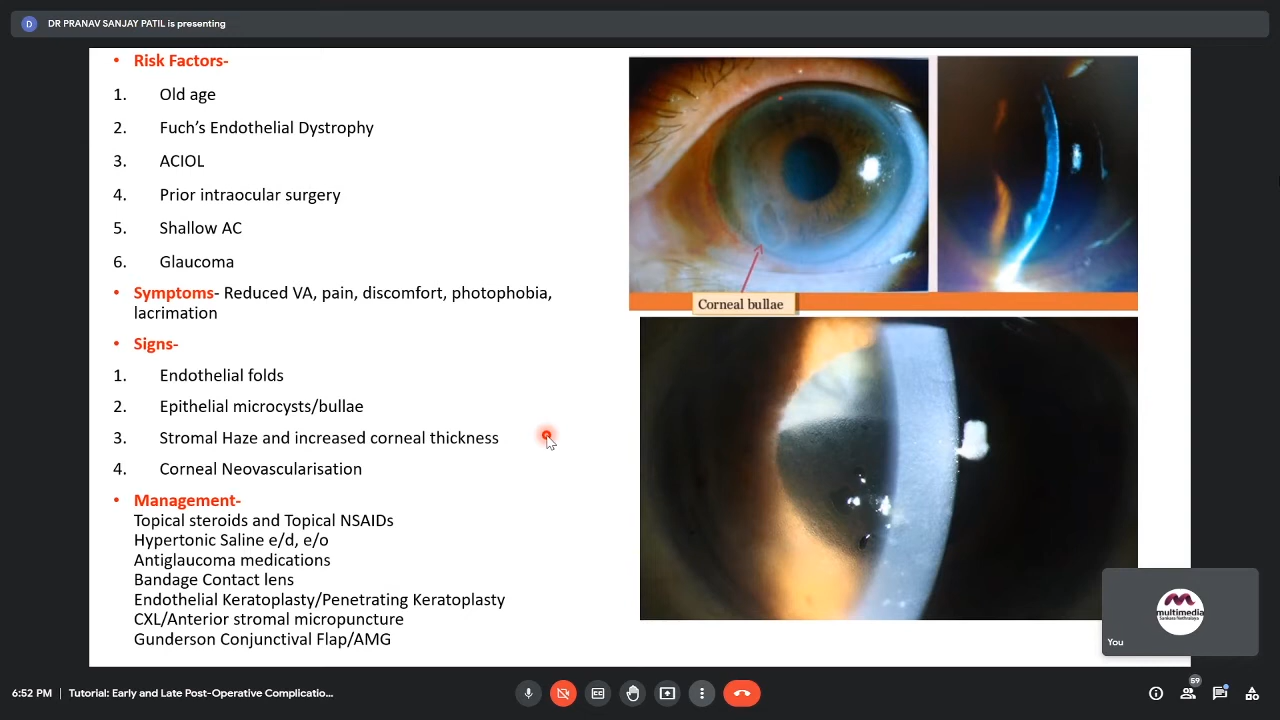 D
DR PRANAV SANJAY PATIL is presenting
• Risk Factors-
1. Old age
2. Fuch's Endothelial Dystrophy
3. ACIOL
4. Prior intraocular surgery
5. Shallow AC
6. Glaucoma
• Symptoms- Reduced VA, pain, discomfort, photophobia,
lacrimation
• Signs-
1. Endothelial folds
2. Epithelial microcysts/bullae
3. Stromal Haze and increased corneal thickness
4. Corneal Neovascularisation
• Management-
Topical steroids and Topical NSAIDs
Hypertonic Saline e/d, e/o
Antiglaucoma medications
Bandage Contact lens
Endothelial Keratoplasty/Penetrating Keratoplasty
CXL/Anterior stromal micropuncture
Gunderson Conjunctival Flap/AMG
Corneal bullae
multimedia
Sankara Nethralaya
You
6:52 PM | Tutorial: Early and Late Post-Operative Complicatio...
59